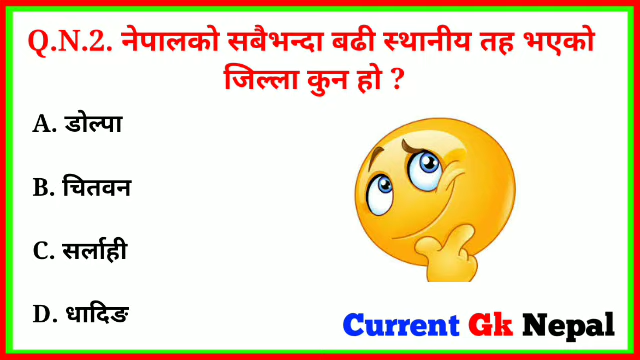 Q.N.2. नेपालको सबैभन्दा बढी स्थानीय तह भएको
जिल्ला कुन हो ?
A. डोल्पा
B. चितवन
C. सर्लाही
D. धादिङ
Current Gk Nepal